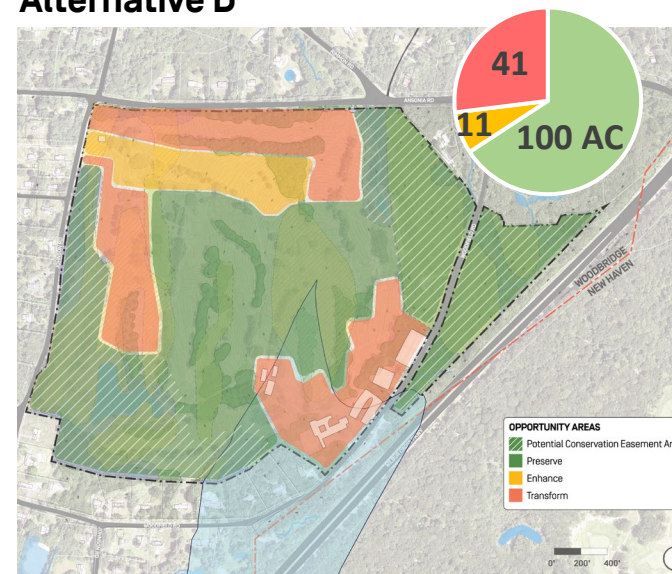 Alternative D
41
11
100 AC
ANSONIA RD
WOODBRIDGE
NEW HAVEN
OPPORTUNITY AREAS
Potential Conservation Easement Ar
Preserve
Enhance
Transform
0' 200' 400'